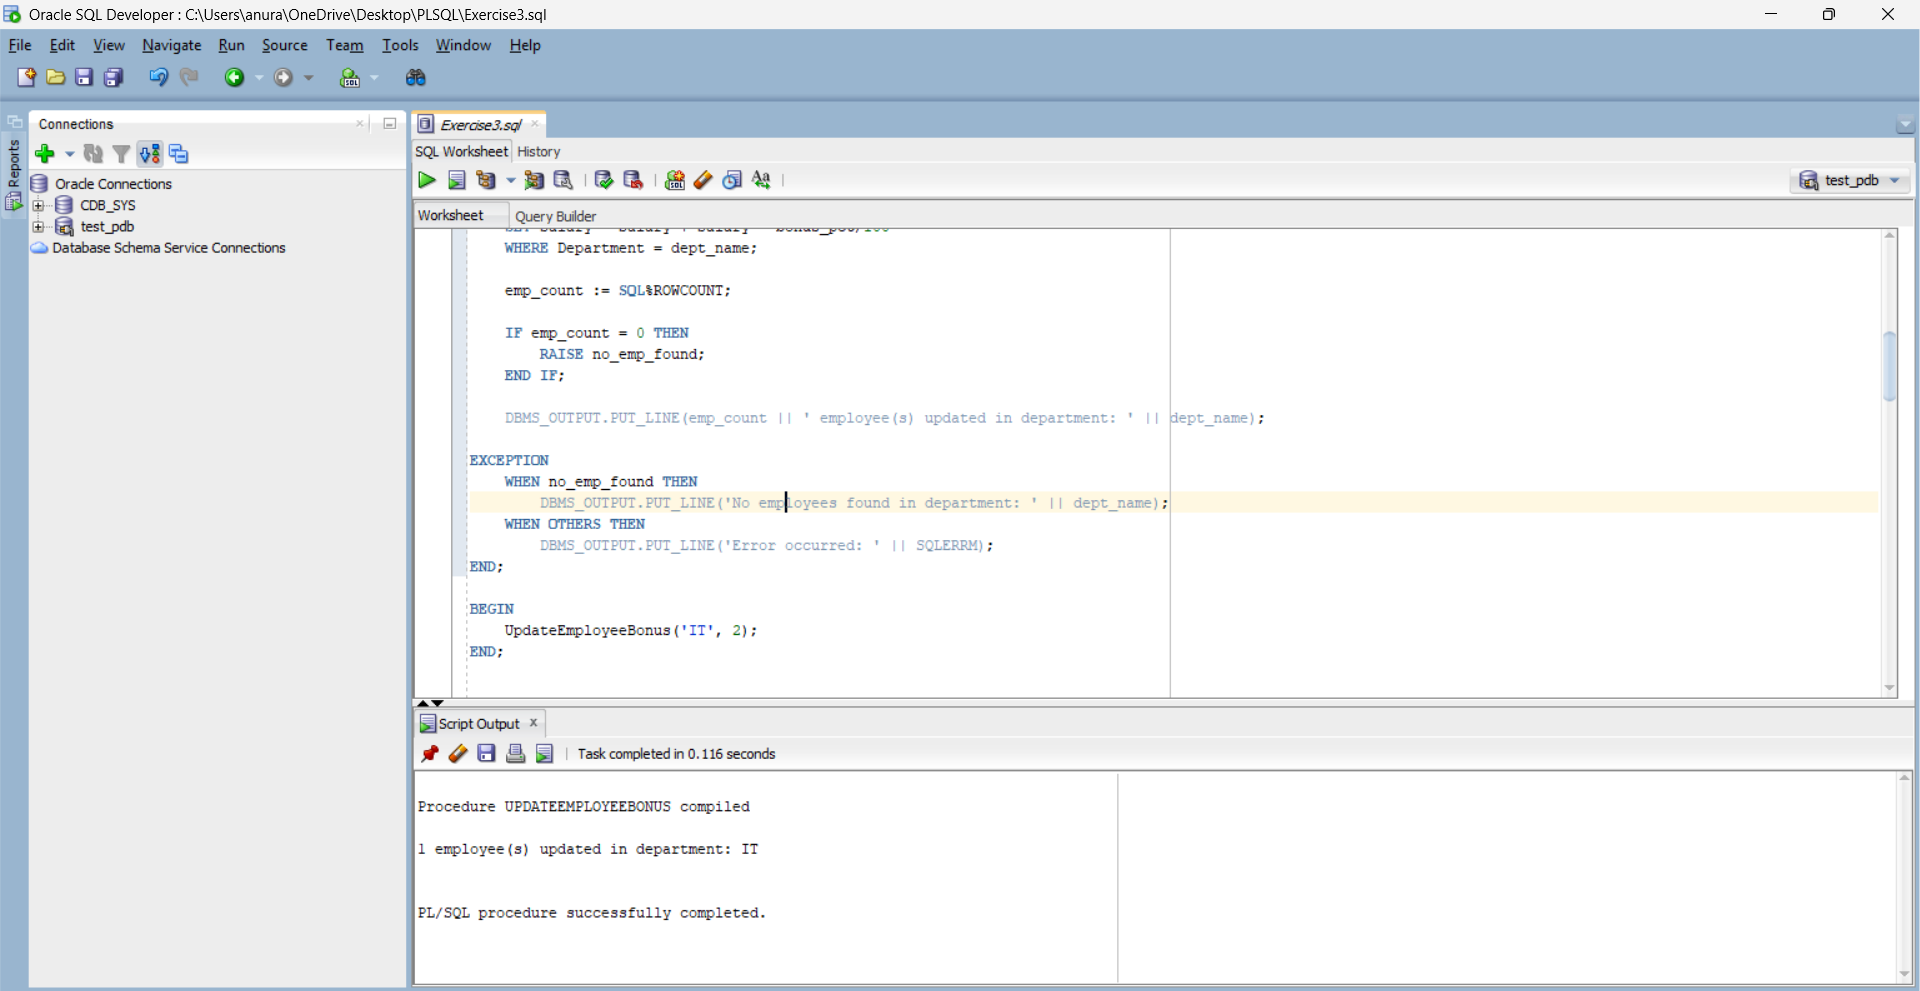 Oracle SQL Developer : C:\Users\anura\OneDrive\Desktop\PLSQL\Exercise3.sql
File Edit View Navigate Run Source Team Tools Window Help
Reports
Connections
Oracle Connections
CDB_SYS
test_pdb
Database Schema Service Connections
Exercise3.sql
SQL Worksheet History
test_pdb
Worksheet Query Builder
WHERE Department = dept_name;
emp_count := SQL%ROWCOUNT;
IF emp_count = 0 THEN
RAISE no_emp_found;
END IF;
DBMS_OUTPUT.PUT_LINE(emp_count || ' employee(s) updated in department: ' || dept_name);
EXCEPTION
WHEN no_emp_found THEN
DBMS_OUTPUT.PUT_LINE('No employees found in department: ' || dept_name);
WHEN OTHERS THEN
DBMS_OUTPUT.PUT_LINE('Error occurred: ' || SQLERRM);
END;
BEGIN
UpdateEmployeeBonus('IT', 2);
END;
Script Output
Task completed in 0.116 seconds
Procedure UPDATEEMPLOYEEBONUS compiled
1 employee(s) updated in department: IT
PL/SQL procedure successfully completed.